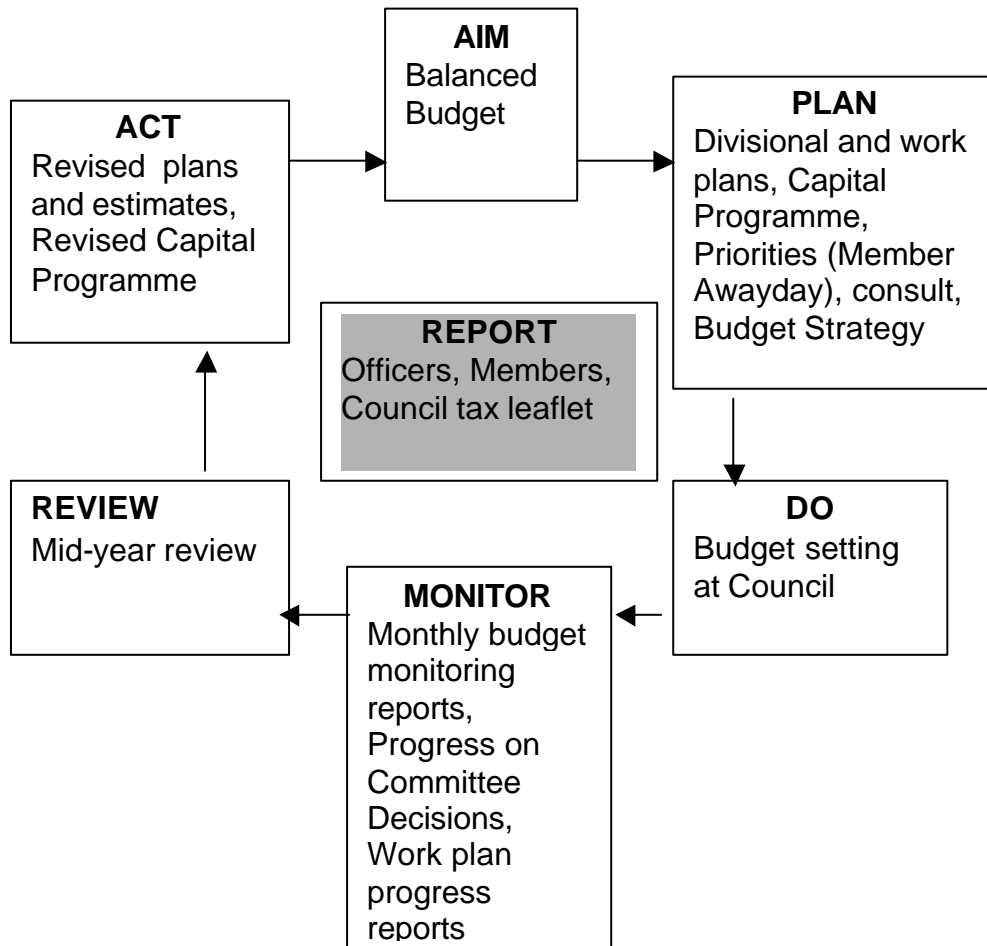 AIM
Balanced
Budget
PLAN
Divisional and work
plans, Capital
Programme,
Priorities (Member
Awayday), consult,
Budget Strategy
DO
Budget setting
at Council
MONITOR
Monthly budget
monitoring
reports,
Progress on
Committee
Decisions,
Work plan
progress
reports
REVIEW
Mid-year review
ACT
Revised plans
and estimates,
Revised Capital
Programme
REPORT
Officers, Members,
Council tax leaflet